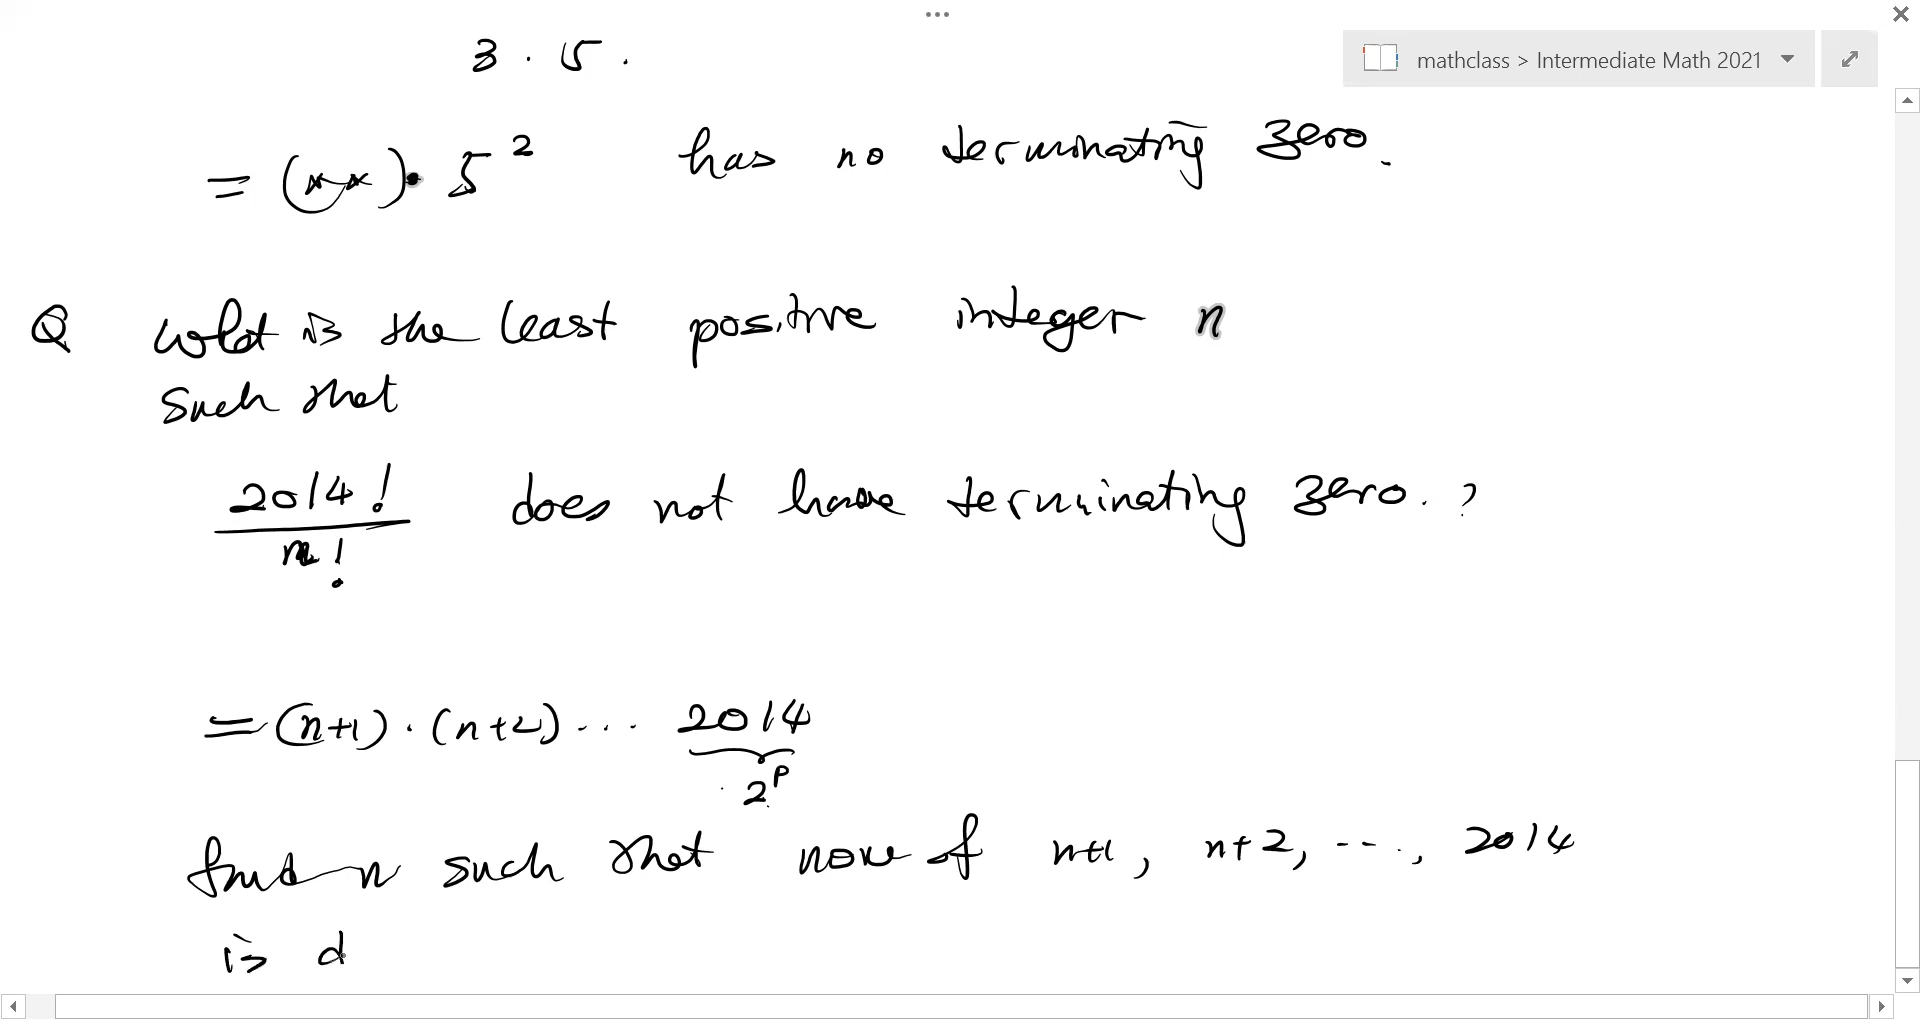 ...
3 . 5 .
mathclass > Intermediate Math 2021
= (**) · 5² has no terminating zero.
Q What is the least positive integer n
such that
2014! / n! does not have terminating zero. ?
= (n+1) · (n+2) ... 2014
2^p
find n such that none of n+1, n+2, ---, 2014
is d